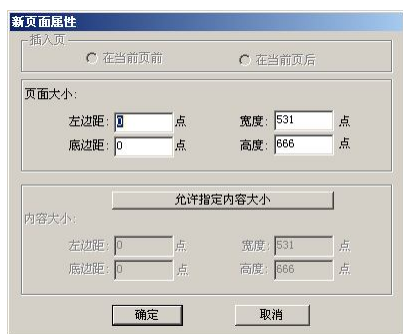 新页面属性
插入页
在当前页前 在当前页后
页面大小:
左边距: 0 点 宽度: 531 点
底边距: 0 点 高度: 666 点
允许指定内容大小
内容大小:
左边距: 0 点 宽度: 531 点
底边距: 0 点 高度: 666 点
确定 取消